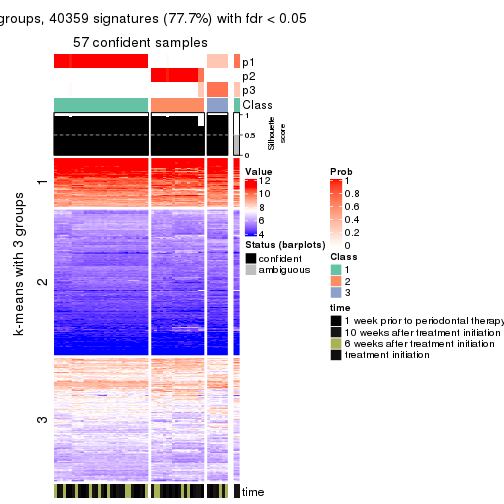 groups, 40359 signatures (77.7%) with fdr < 0.05
57 confident samples
p1
p2
p3
Class
1
0.5
0
Silhouette
score
k-means with 3 groups
1
2
3
time
Value
12
10
8
6
4
Status (barplots)
confident
ambiguous
Prob
1
0.8
0.6
0.4
0.2
0
Class
1
2
3
time
1 week prior to periodontal therapy
10 weeks after treatment initiation
6 weeks after treatment initiation
treatment initiation